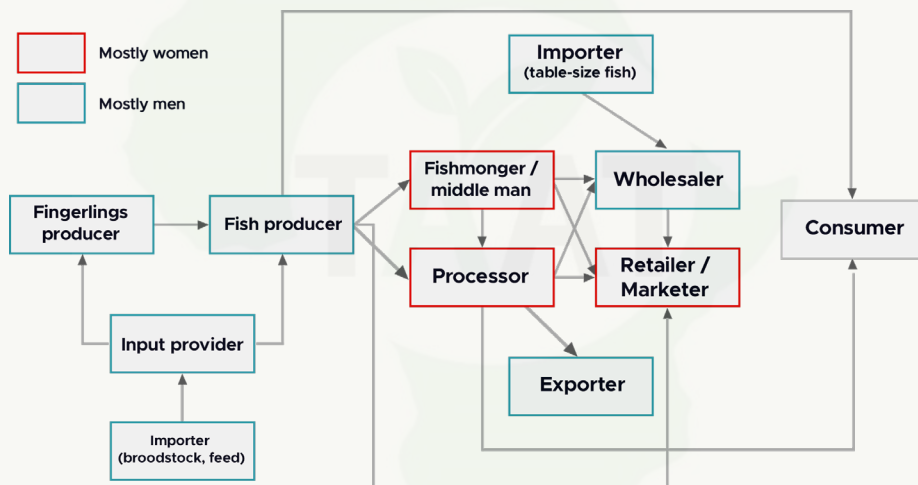 Mostly women
Mostly men
Importer
(table-size fish)
Fishmonger /
middle man
Wholesaler
Fingerlings
producer
Fish producer
Consumer
Processor
Retailer /
Marketer
Input provider
Exporter
Importer
(broodstock, feed)
TAAT